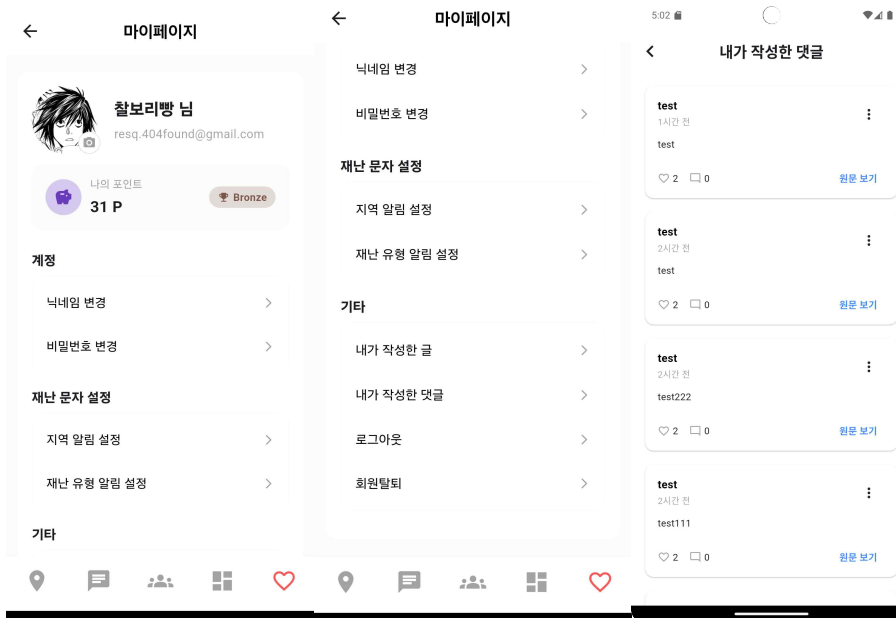 마이페이지
찰보리빵 님
resq.404found@gmail.com
나의 포인트
31 P
Bronze
계정
닉네임 변경
비밀번호 변경
재난 문자 설정
지역 알림 설정
재난 유형 알림 설정
기타
마이페이지
닉네임 변경
비밀번호 변경
재난 문자 설정
지역 알림 설정
재난 유형 알림 설정
기타
내가 작성한 글
내가 작성한 댓글
로그아웃
회원탈퇴
5:02
내가 작성한 댓글
test
1시간 전
test
2 0 원문 보기
test
2시간 전
test
2 0 원문 보기
test
2시간 전
test222
2 0 원문 보기
test
2시간 전
test111
2 0 원문 보기